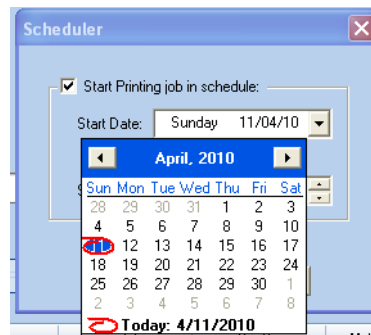 Scheduler
Start Printing job in schedule:
Start Date: Sunday 11/04/10
April, 2010
Sun Mon Tue Wed Thu Fri Sat
28 29 30 31 1 2 3
4 5 6 7 8 9 10
11 12 13 14 15 16 17
18 19 20 21 22 23 24
25 26 27 28 29 30 1
2 3 4 5 6 7 8
Today: 4/11/2010